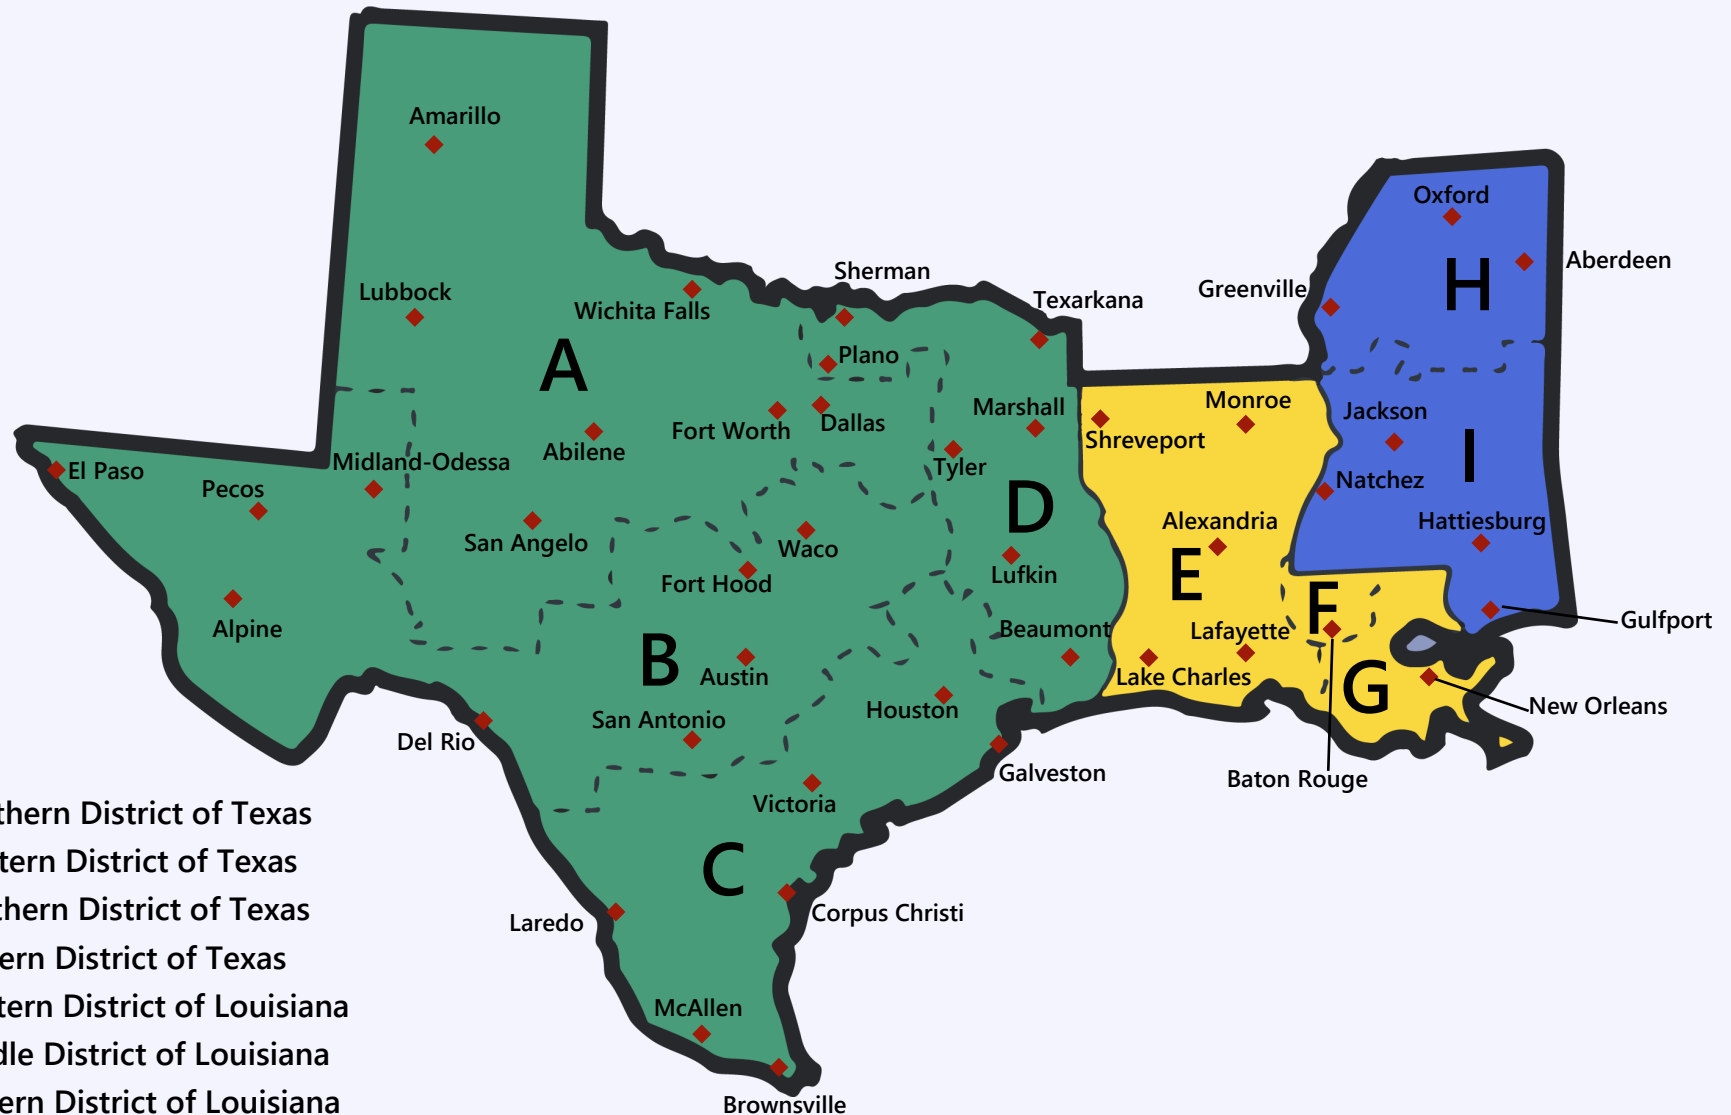 Amarillo
Oxford
Aberdeen
Sherman
Greenville
H
Lubbock
Texarkana
Wichita Falls
A
Plano
Marshall
Monroe
Jackson
Fort Worth
Dallas
Shreveport
Abilene
I
El Paso
Midland-Odessa
Tyler
Natchez
Pecos
D
Alexandria
Hattiesburg
San Angelo
Waco
Lufkin
E
Fort Hood
F
Alpine
Beaumont
Lafayette
Gulfport
B
Austin
Lake Charles
G
San Antonio
Houston
New Orleans
Del Rio
Galveston
Baton Rouge
Victoria
thern District of Texas
tern District of Texas
C
thern District of Texas
Laredo
Corpus Christi
ern District of Texas
tern District of Louisiana
McAllen
dle District of Louisiana
ern District of Louisiana
Brownsville